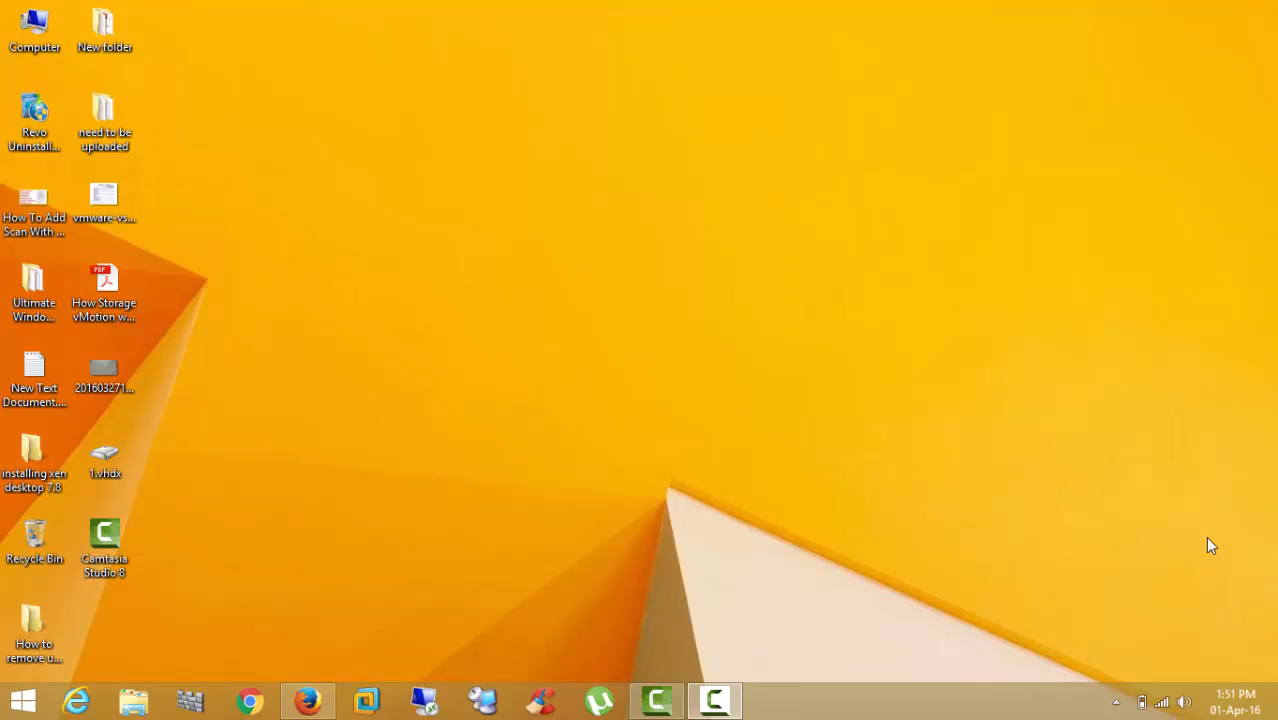 Computer
New folder
Revo
Uninstall...
need to be
uploaded
How To Add
Scan With ...
vmware-vs...
Ultimate
Windo...
PDF
How Storage
vMotion w...
New Text
Document....
201603271...
installing xen
desktop 7.8
1.vhdx
Recycle Bin
Camtasia
Studio 8
How to
remove u...
1:51 PM
01-Apr-16